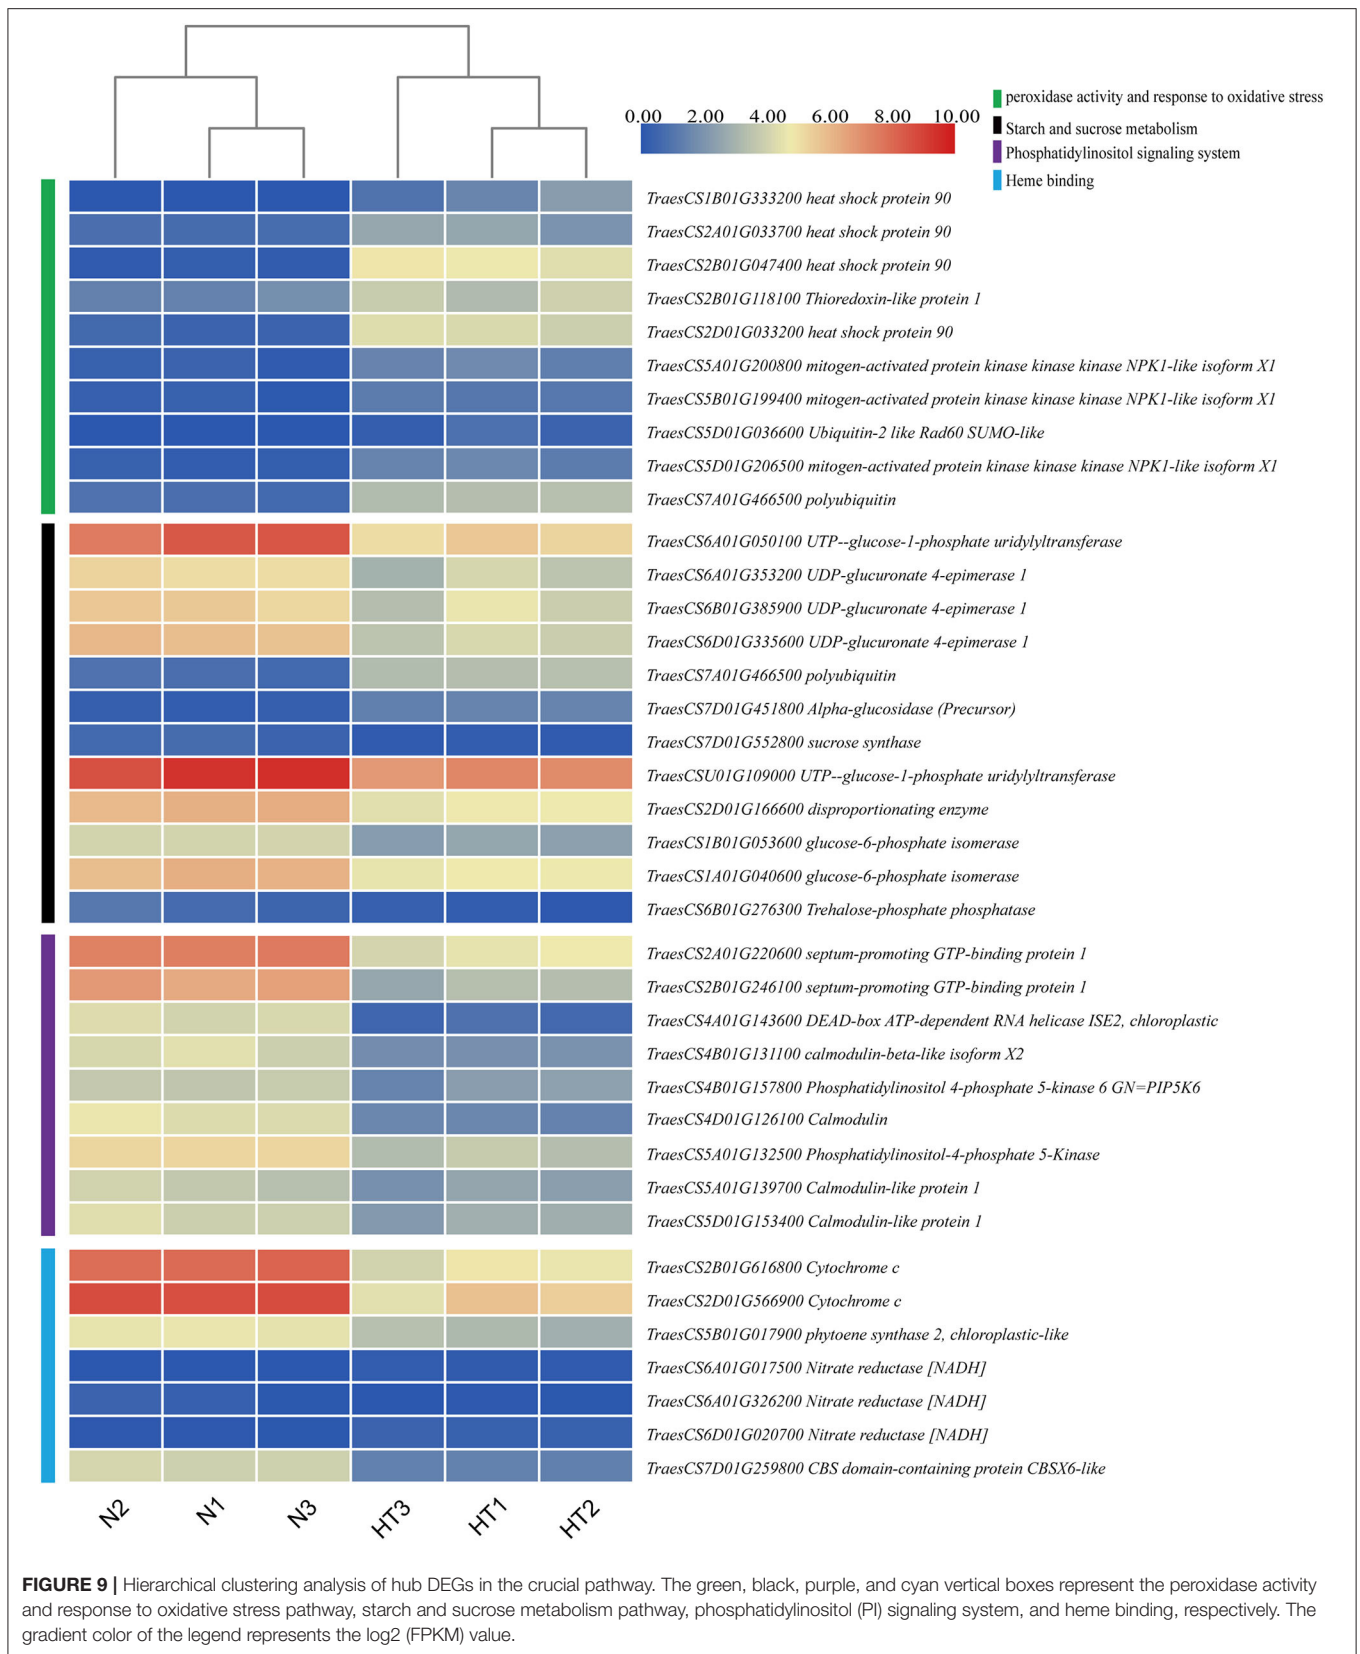 0.00 2.00 4.00 6.00 8.00 10.00
peroxidase activity and response to oxidative stress
Starch and sucrose metabolism
Phosphatidylinositol signaling system
Heme binding
TraesCS1B01G333200 heat shock protein 90
TraesCS2A01G033700 heat shock protein 90
TraesCS2B01G047400 heat shock protein 90
TraesCS2B01G118100 Thioredoxin-like protein 1
TraesCS2D01G033200 heat shock protein 90
TraesCS5A01G200800 mitogen-activated protein kinase kinase kinase NPK1-like isoform X1
TraesCS5B01G199400 mitogen-activated protein kinase kinase kinase NPK1-like isoform X1
TraesCS5D01G036600 Ubiquitin-2 like Rad60 SUMO-like
TraesCS5D01G206500 mitogen-activated protein kinase kinase kinase NPK1-like isoform X1
TraesCS7A01G466500 polyubiquitin
TraesCS6A01G050100 UTP--glucose-1-phosphate uridylyltransferase
TraesCS6A01G353200 UDP-glucuronate 4-epimerase 1
TraesCS6B01G385900 UDP-glucuronate 4-epimerase 1
TraesCS6D01G335600 UDP-glucuronate 4-epimerase 1
TraesCS7A01G466500 polyubiquitin
TraesCS7D01G451800 Alpha-glucosidase (Precursor)
TraesCS7D01G552800 sucrose synthase
TraesCSU01G109000 UTP--glucose-1-phosphate uridylyltransferase
TraesCS2D01G166600 disproportionating enzyme
TraesCS1B01G053600 glucose-6-phosphate isomerase
TraesCS1A01G040600 glucose-6-phosphate isomerase
TraesCS6B01G276300 Trehalose-phosphate phosphatase
TraesCS2A01G220600 septum-promoting GTP-binding protein 1
TraesCS2B01G246100 septum-promoting GTP-binding protein 1
TraesCS4A01G143600 DEAD-box ATP-dependent RNA helicase ISE2, chloroplastic
TraesCS4B01G131100 calmodulin-beta-like isoform X2
TraesCS4B01G157800 Phosphatidylinositol 4-phosphate 5-kinase 6 GN=PIP5K6
TraesCS4D01G126100 Calmodulin
TraesCS5A01G132500 Phosphatidylinositol-4-phosphate 5-Kinase
TraesCS5A01G139700 Calmodulin-like protein 1
TraesCS5D01G153400 Calmodulin-like protein 1
TraesCS2B01G616800 Cytochrome c
TraesCS2D01G566900 Cytochrome c
TraesCS5B01G017900 phytoene synthase 2, chloroplastic-like
TraesCS6A01G017500 Nitrate reductase [NADH]
TraesCS6A01G326200 Nitrate reductase [NADH]
TraesCS6D01G020700 Nitrate reductase [NADH]
TraesCS7D01G259800 CBS domain-containing protein CBSX6-like
N2 N1 N3 HT3 HT1 HT2
FIGURE 9 | Hierarchical clustering analysis of hub DEGs in the crucial pathway. The green, black, purple, and cyan vertical boxes represent the peroxidase activity
and response to oxidative stress pathway, starch and sucrose metabolism pathway, phosphatidylinositol (PI) signaling system, and heme binding, respectively. The
gradient color of the legend represents the log2 (FPKM) value.